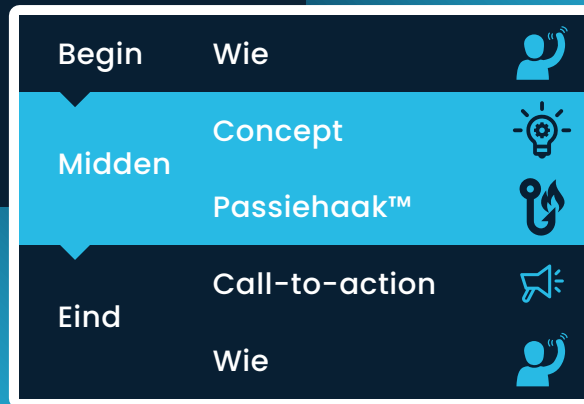 Begin Wie
Concept
Midden
Passiehaak™
Call-to-action
Eind
Wie